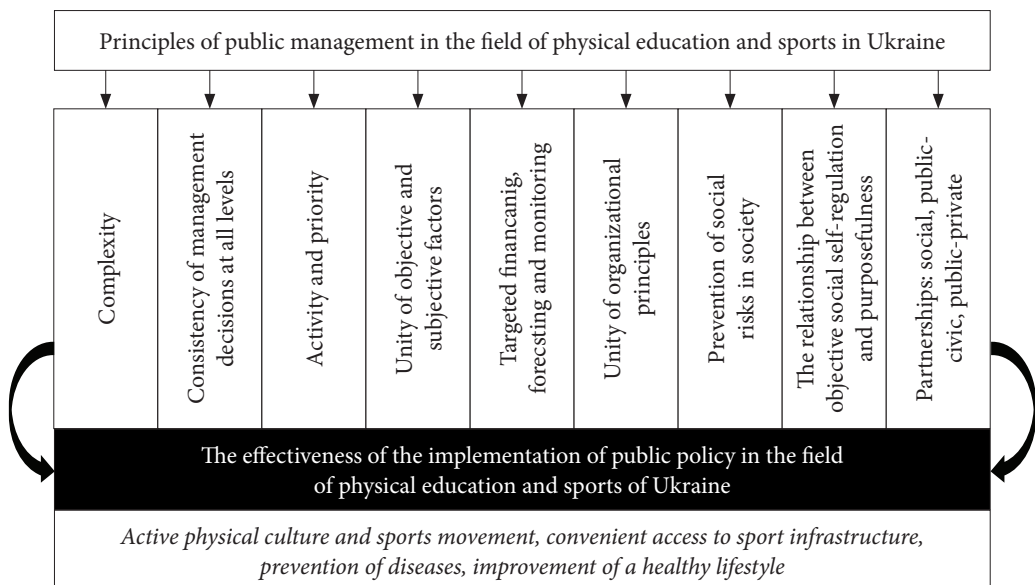 Principles of public management in the field of physical education and sports in Ukraine
Complexity
Consistency of management
decisions at all levels
Activity and priority
Unity of objective and
subjective factors
Targeted financanig,
forecsting and monitoring
Unity of organizational
principles
Prevention of social
risks in society
The relationship between
objective social self-regulation
and purposefulness
Partnerships: social, public-
civic, public-private
The effectiveness of the implementation of public policy in the field
of physical education and sports of Ukraine
Active physical culture and sports movement, convenient access to sport infrastructure,
prevention of diseases, improvement of a healthy lifestyle